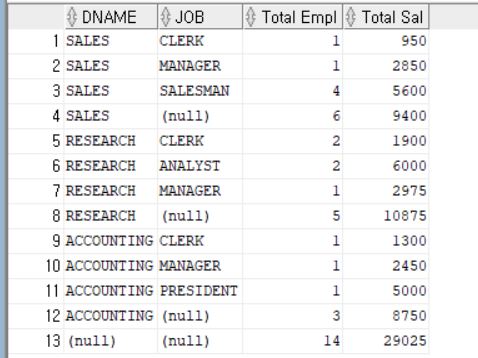 DNAME JOB Total Empl Total Sal
1 SALES CLERK 1 950
2 SALES MANAGER 1 2850
3 SALES SALESMAN 4 5600
4 SALES (null) 6 9400
5 RESEARCH CLERK 2 1900
6 RESEARCH ANALYST 2 6000
7 RESEARCH MANAGER 1 2975
8 RESEARCH (null) 5 10875
9 ACCOUNTING CLERK 1 1300
10 ACCOUNTING MANAGER 1 2450
11 ACCOUNTING PRESIDENT 1 5000
12 ACCOUNTING (null) 3 8750
13 (null) (null) 14 29025